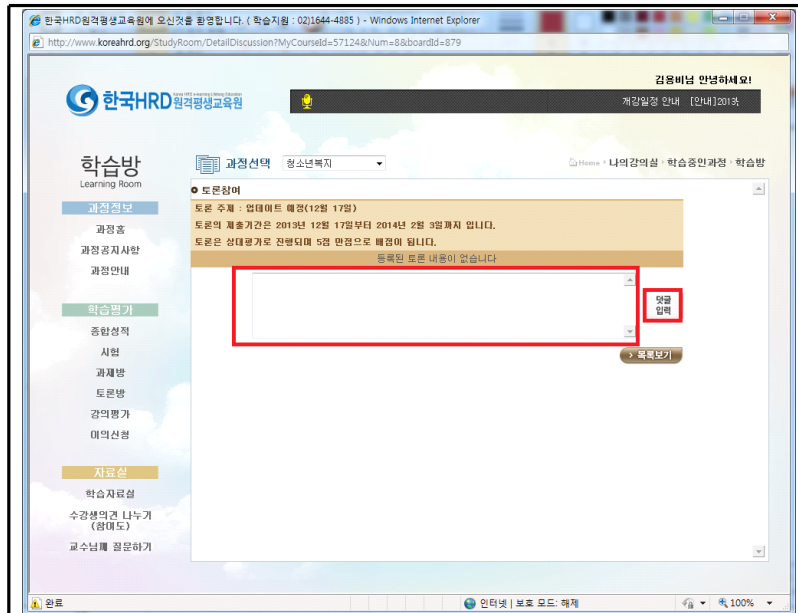 한국HRD원격평생교육원에 오신것을 환영합니다. ( 학습지원 : 02)1644-4885 ) - Windows Internet Explorer
http://www.koreahrd.org/StudyRoom/DetailDiscussion?MyCourseId=57124&Num=8&boardId=879
김용비님 안녕하세요!
한국HRD원격평생교육원
개강일정 안내 [안내]2013년
학습방
Learning Room
과정선택 청소년복지
Home > 나의강의실 > 학습중인과정 > 학습방
토론참여
토론 주제 : 업데이트 예정(12월 17일)
토론의 제출기간은 2013년 12월 17일부터 2014년 2월 3일까지 입니다.
토론은 상대평가로 진행되며 5점 만점으로 배점이 됩니다.
등록된 토론 내용이 없습니다
댓글
입력
목록보기
과정정보
과정홈
과정공지사항
과정안내
학습평가
종합성적
시험
과제방
토론방
강의평가
이의신청
자료실
학습자료실
수강생의견 나누기
(참여도)
교수님께 질문하기
완료
인터넷 | 보호 모드: 해제
100%